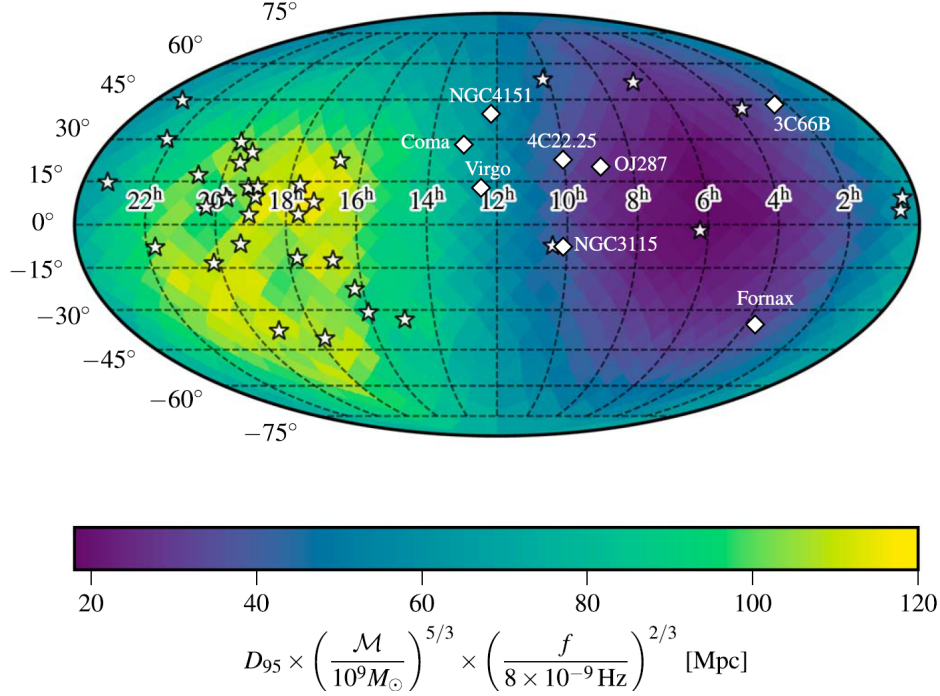 75°
60°
45°
30°
15°
0°
−15°
−30°
−45°
−60°
−75°
NGC4151
Coma
Virgo
4C22.25
OJ287
3C66B
22h 20h 18h 16h 14h 12h 10h 8h 6h 4h 2h
NGC3115
Fornax
20 40 60 80 100 120
D₉₅ × (ℳ / 10⁹M☉)^5/3 × (f / 8 × 10⁻⁹ Hz)^2/3 [Mpc]